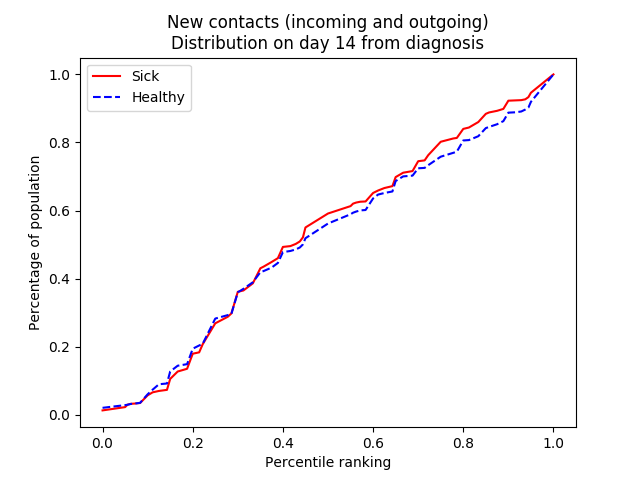 New contacts (incoming and outgoing)
Distribution on day 14 from diagnosis
Sick
Healthy
1.0
0.8
0.6
0.4
0.2
0.0
Percentage of population
0.0 0.2 0.4 0.6 0.8 1.0
Percentile ranking